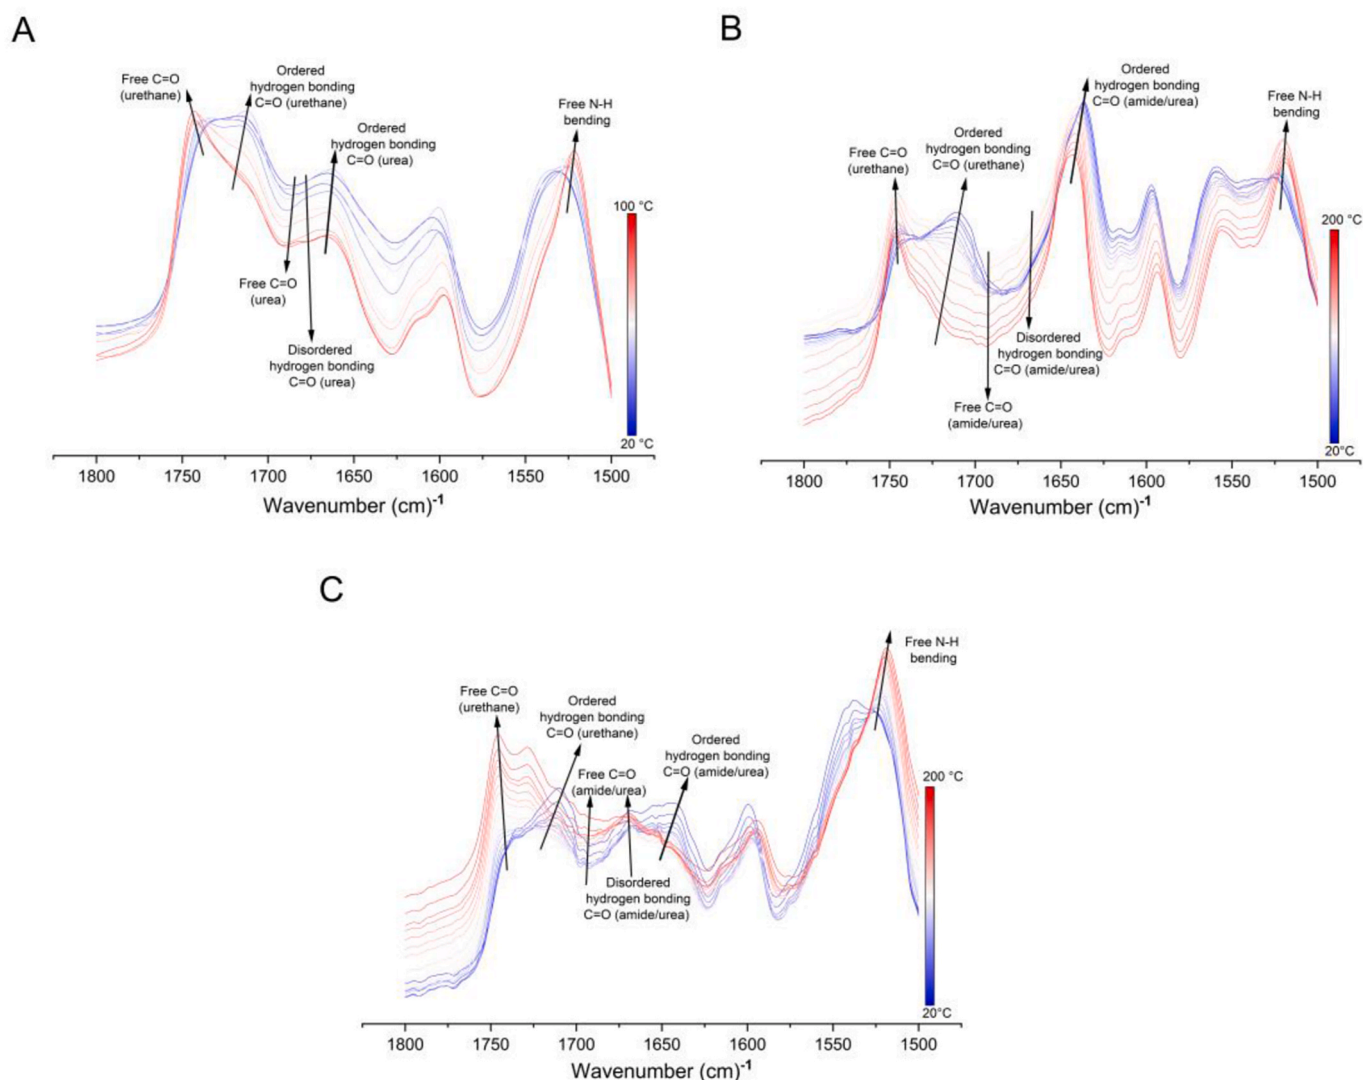 A
Free C=O
(urethane)
Ordered
hydrogen bonding
C=O (urethane)
Ordered
hydrogen bonding
C=O (urea)
Free N-H
bending
Free C=O
(urea)
Disordered
hydrogen bonding
C=O (urea)
100 °C
20 °C
1800 1750 1700 1650 1600 1550 1500
Wavenumber (cm)-1
B
Free C=O
(urethane)
Ordered
hydrogen bonding
C=O (urethane)
Ordered
hydrogen bonding
C=O (amide/urea)
Free N-H
bending
Disordered
hydrogen bonding
C=O (amide/urea)
Free C=O
(amide/urea)
200 °C
20°C
1800 1750 1700 1650 1600 1550 1500
Wavenumber (cm)-1
C
Free C=O
(urethane)
Ordered
hydrogen bonding
C=O (urethane)
Free C=O
(amide/urea)
Ordered
hydrogen bonding
C=O (amide/urea)
Free N-H
bending
Disordered
hydrogen bonding
C=O (amide/urea)
200 °C
20°C
1800 1750 1700 1650 1600 1550 1500
Wavenumber (cm)-1